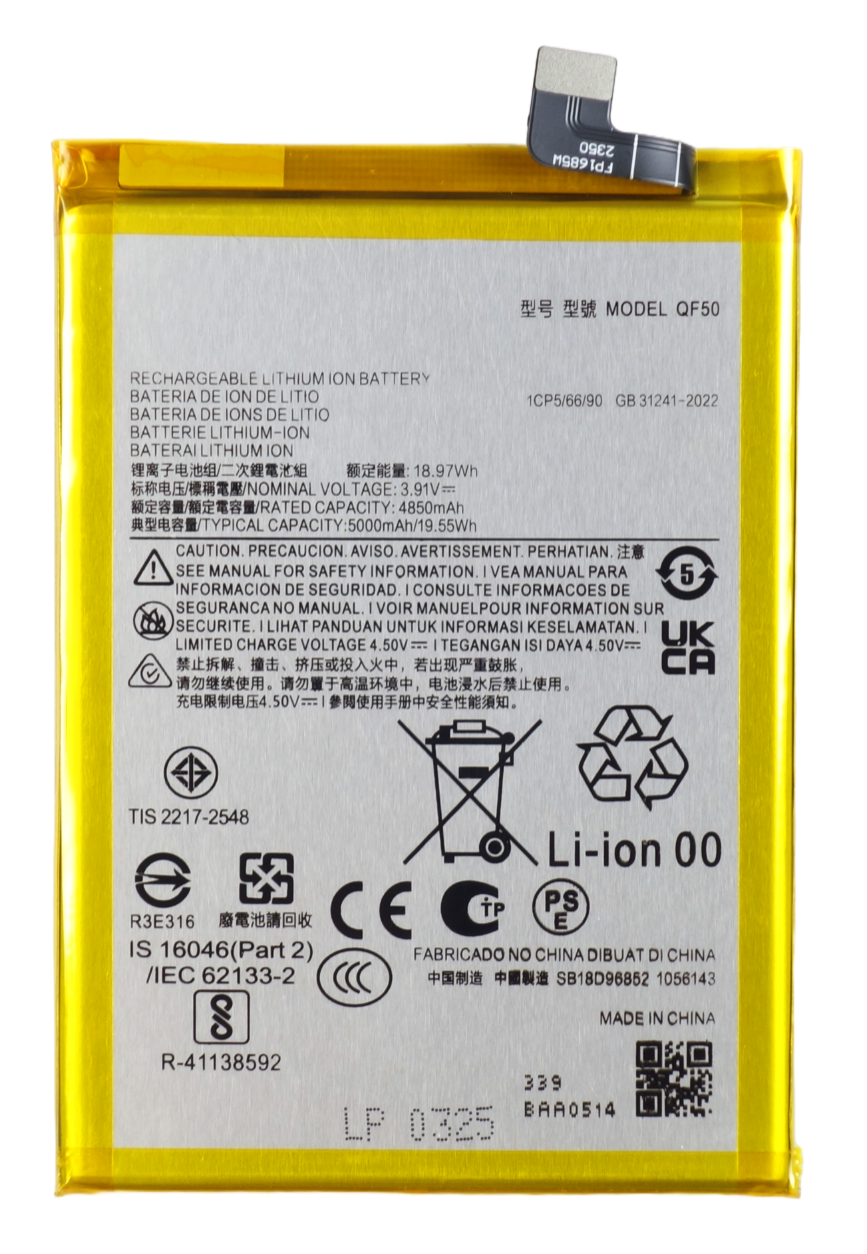 FP1685W
2350
型号 型號 MODEL QF50
RECHARGEABLE LITHIUM ION BATTERY
BATERIA DE ION DE LITIO
BATERIA DE IONS DE LITIO
BATTERIE LITHIUM-ION
BATERAI LITHIUM ION
1CP5/66/90 GB 31241-2022
锂离子电池组/二次鋰電池組 额定能量: 18.97Wh
标称电压/標稱電壓/NOMINAL VOLTAGE: 3.91V⎓
额定容量/額定電容量/RATED CAPACITY: 4850mAh
典型电容量/TYPICAL CAPACITY:5000mAh/19.55Wh
CAUTION. PRECAUCION. AVISO. AVERTISSEMENT. PERHATIAN. 注意
SEE MANUAL FOR SAFETY INFORMATION. I VEA MANUAL PARA
INFORMACION DE SEGURIDAD. I CONSULTE INFORMACOES DE
SEGURANCA NO MANUAL. I VOIR MANUELPOUR INFORMATION SUR
SECURITE. I LIHAT PANDUAN UNTUK INFORMASI KESELAMATAN. I
LIMITED CHARGE VOLTAGE 4.50V⎓ I TEGANGAN ISI DAYA 4.50V⎓
禁止拆解、撞击、挤压或投入火中，若出现严重鼓胀，
请勿继续使用。请勿置于高温环境中，电池浸水后禁止使用。
充电限制电压4.50V⎓ I 參閱使用手册中安全性能須知。
5
UK
CA
TIS 2217-2548
Li-ion 00
R3E316
廢電池請回收
CE
TP
PS
E
IS 16046(Part 2)
/IEC 62133-2
CCC
FABRICADO NO CHINA DIBUAT DI CHINA
中国制造 中國製造 SB18D96852 1056143
MADE IN CHINA
R-41138592
339
BAA0514
LP 0325